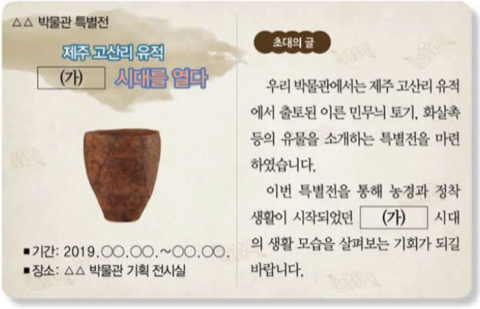 △△ 박물관 특별전
제주 고산리 유적
(가) 시대를 열다
■ 기간: 2019.○○.○○.~○○.○○.
■ 장소: △△ 박물관 기획 전시실
초대의 글
우리 박물관에서는 제주 고산리 유적
에서 출토된 이른 민무늬 토기, 화살촉
등의 유물을 소개하는 특별전을 마련
하였습니다.
이번 특별전을 통해 농경과 정착
생활이 시작되었던 (가) 시대
의 생활 모습을 살펴보는 기회가 되길
바랍니다.